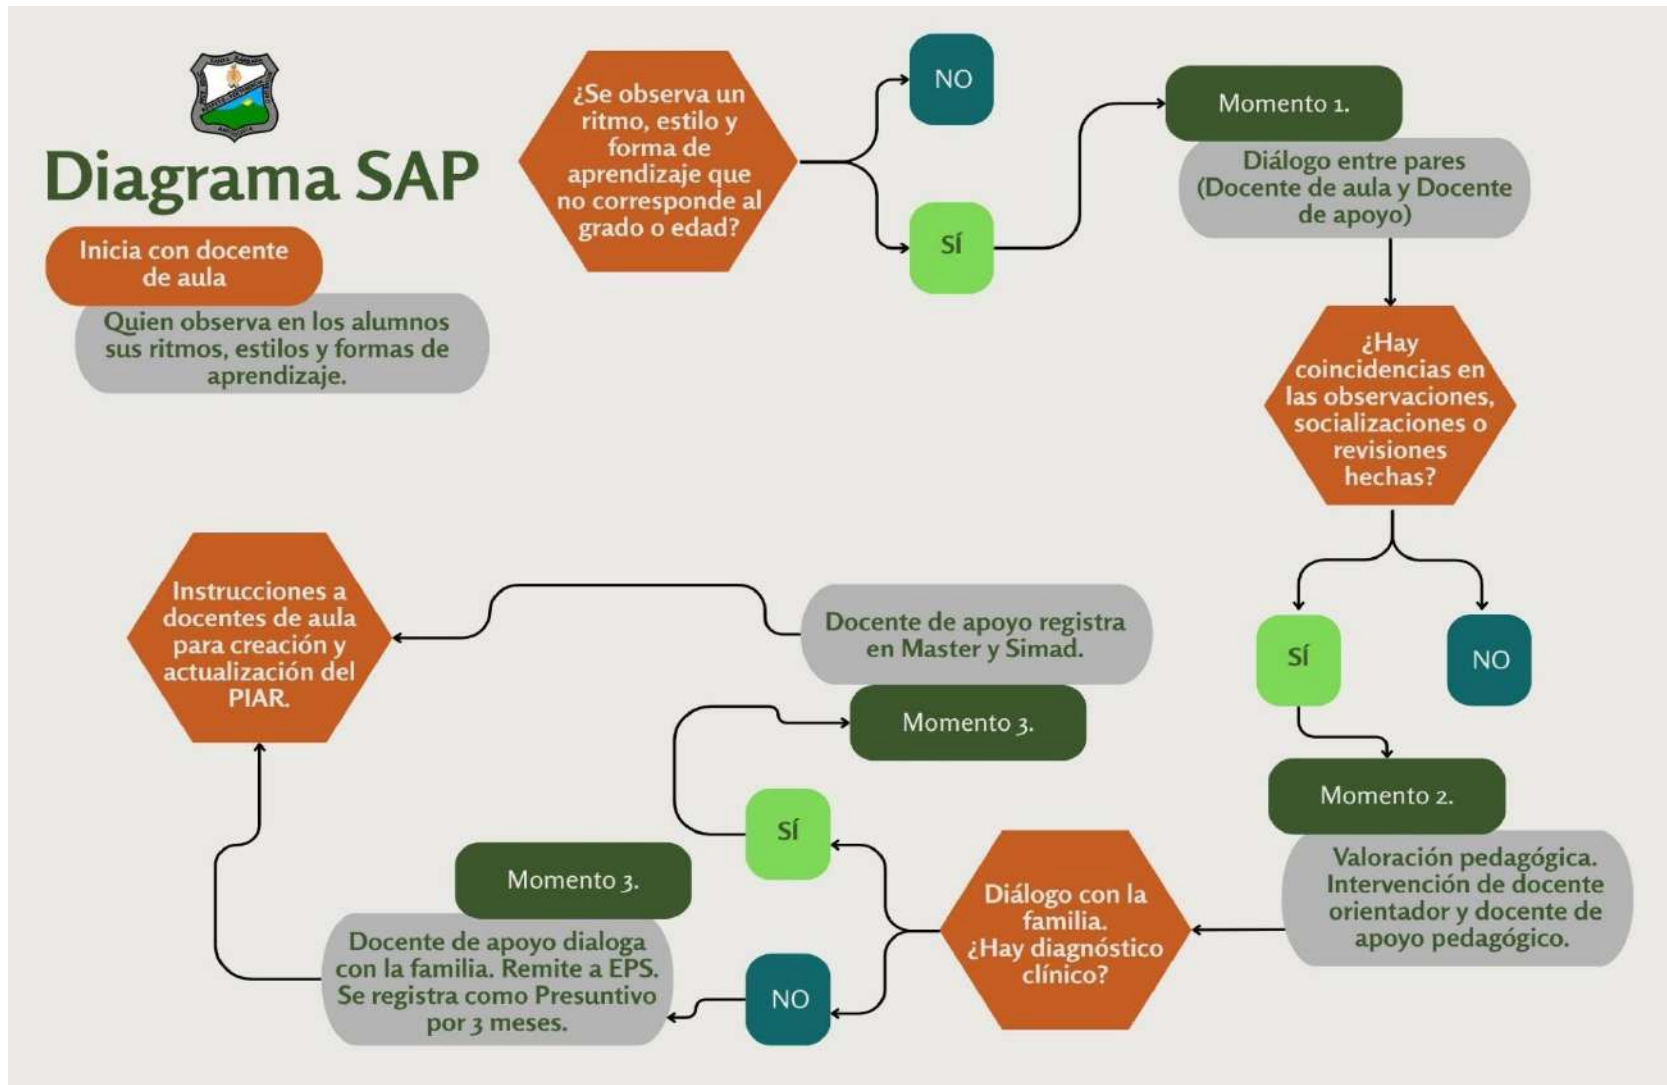 Diagrama SAP
Inicia con docente
de aula
Quien observa en los alumnos
sus ritmos, estilos y formas de
aprendizaje.
¿Se observa un
ritmo, estilo y
forma de
aprendizaje que
no corresponde al
grado o edad?
NO
SÍ
Momento 1.
Diálogo entre pares
(Docente de aula y Docente
de apoyo)
¿Hay
coincidencias en
las observaciones,
socializaciones o
revisiones
hechas?
SÍ
NO
Momento 2.
Valoración pedagógica.
Intervención de docente
orientador y docente de
apoyo pedagógico.
Diálogo con la
familia.
¿Hay diagnóstico
clínico?
SÍ
NO
Momento 3.
Docente de apoyo registra
en Master y Simad.
Momento 3.
Docente de apoyo dialoga
con la familia. Remite a EPS.
Se registra como Presuntivo
por 3 meses.
Instrucciones a
docentes de aula
para creación y
actualización del
PIAR.